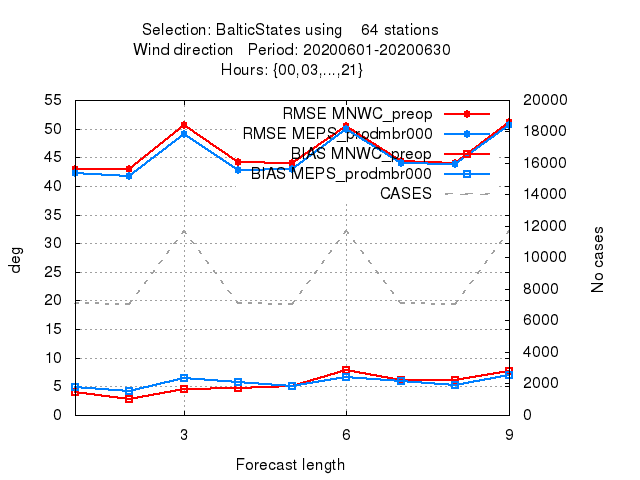 Selection: BalticStates using 64 stations
Wind direction Period: 20200601-20200630
Hours: {00,03,...,21}
55 20000
50 18000
45 16000
40 14000
35 12000
30 10000
25 8000
20 6000
15 4000
10 2000
5 0
0
RMSE MNWC_preop
RMSE MEPS_prodmbr000
BIAS MNWC_preop
BIAS MEPS_prodmbr000
CASES
deg
No cases
3 6 9
Forecast length